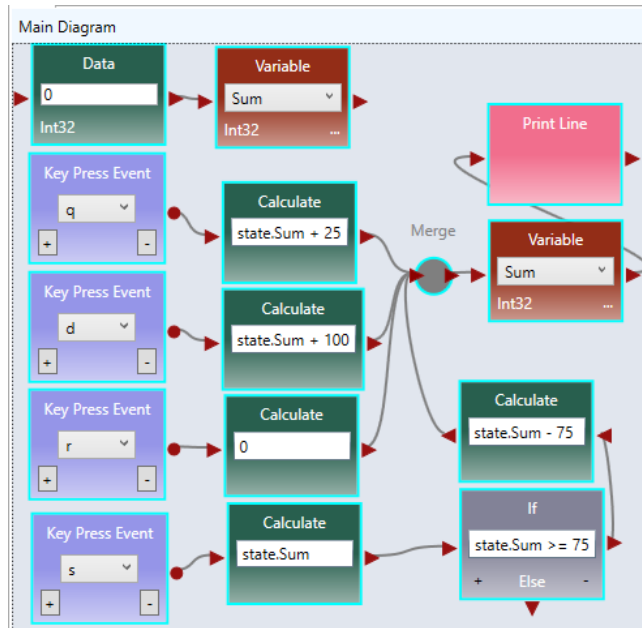 Main Diagram
Data
0
Int32
Variable
Sum
Int32 ...
Print Line
Key Press Event
q
+ -
Calculate
state.Sum + 25
Merge
Variable
Sum
Int32 ...
Key Press Event
d
+ -
Calculate
state.Sum + 100
Key Press Event
r
+ -
Calculate
0
Calculate
state.Sum - 75
Key Press Event
s
+ -
Calculate
state.Sum
If
state.Sum >= 75
+ Else -